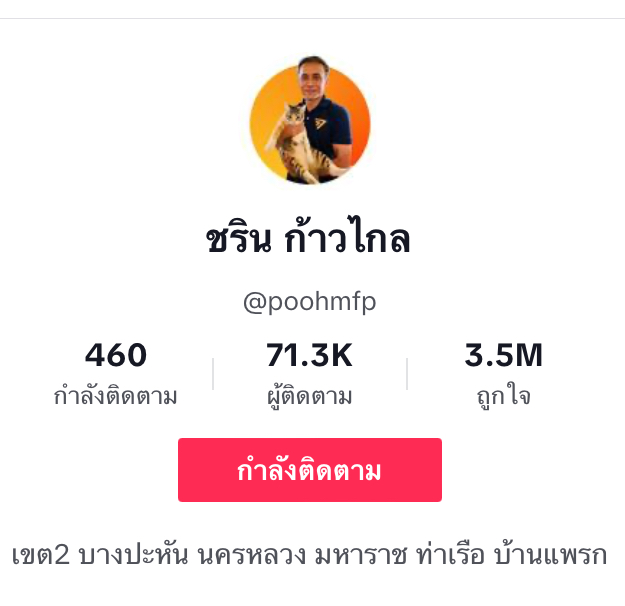 ชริน ก้าวไกล
@poohmfp
460 71.3K 3.5M
กำลังติดตาม ผู้ติดตาม ถูกใจ
กำลังติดตาม
เขต2 บางปะหัน นครหลวง มหาราช ท่าเรือ บ้านแพรก